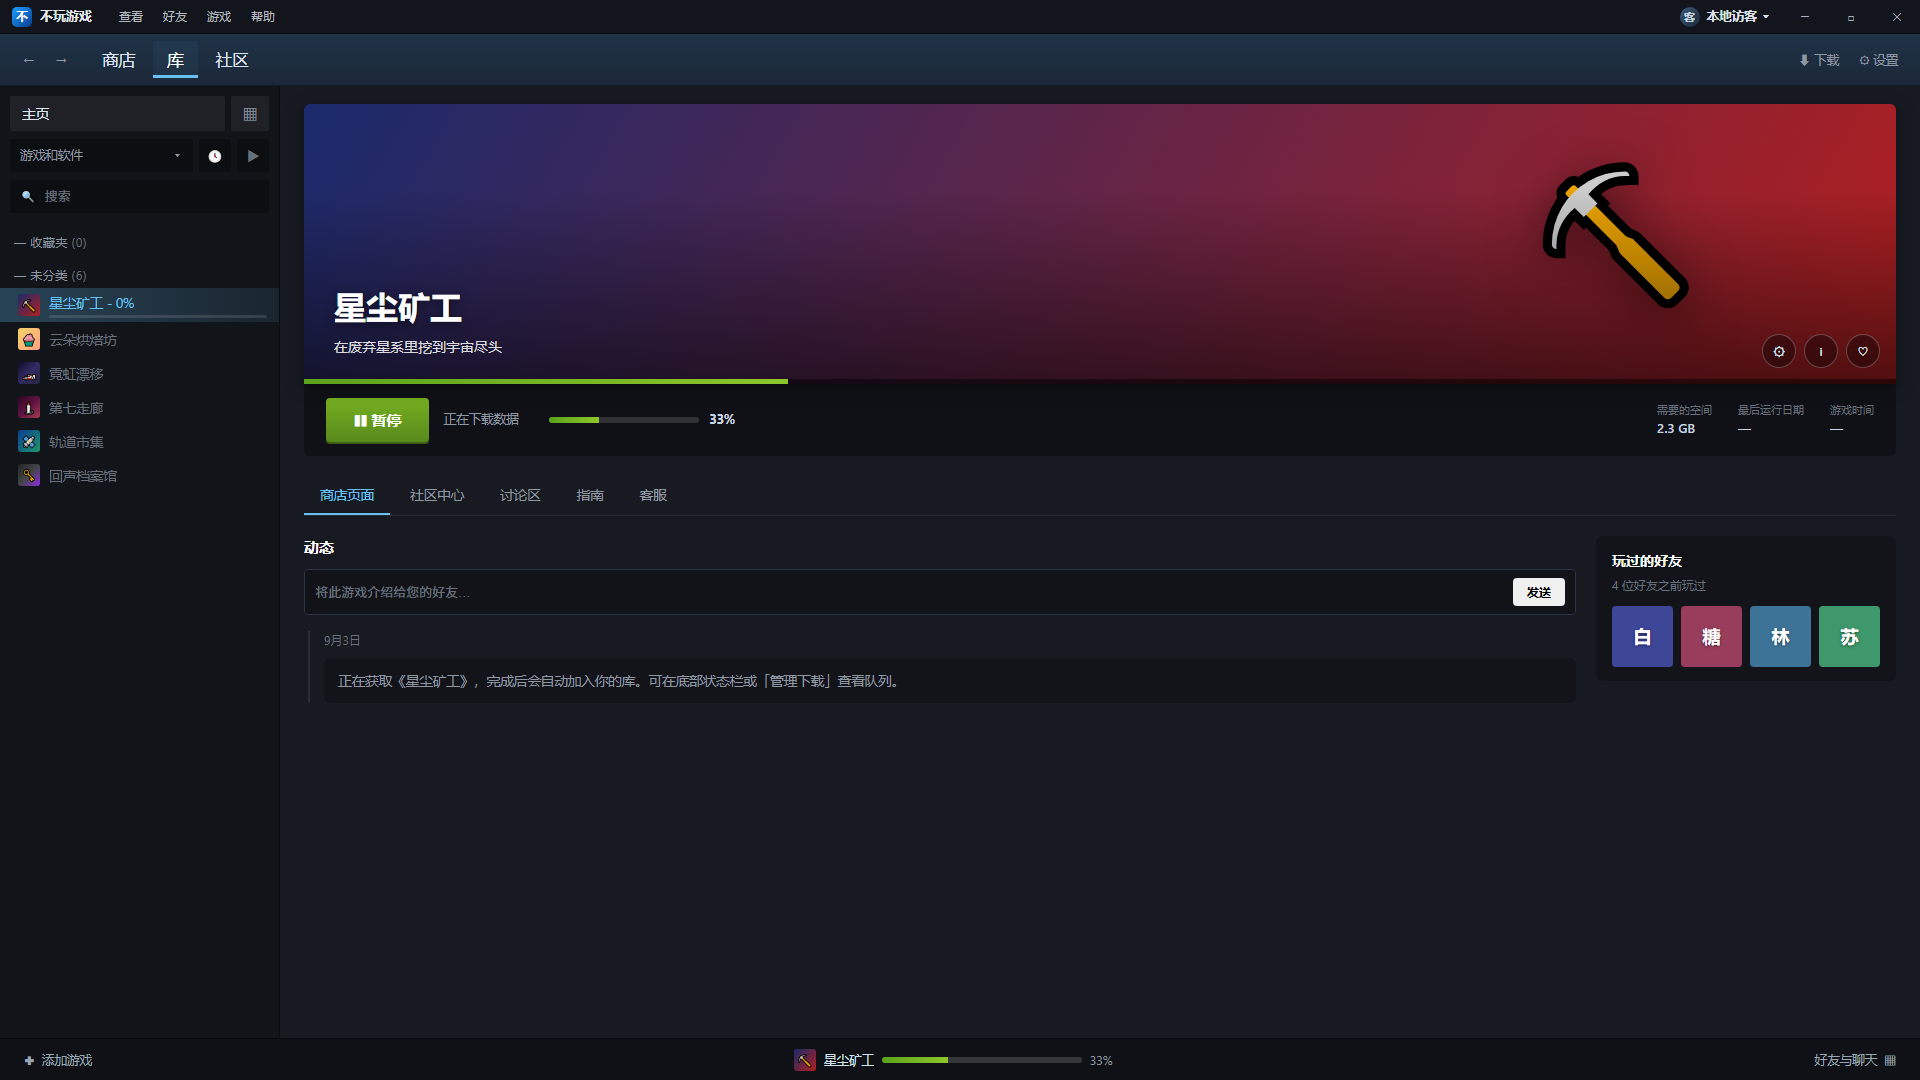 不 不玩游戏 查看 好友 游戏 帮助 客 本地访客
← → 商店 库 社区 下载 设置
主页
游戏和软件
搜索
— 收藏夹 (0)
— 未分类 (6)
星尘矿工 - 0%
云朵烘焙坊
霓虹漂移
第七走廊
轨道市集
回声档案馆
星尘矿工
在废弃星系里挖到宇宙尽头
i
暂停 正在下载数据 33%
需要的空间 最后运行日期 游戏时间
2.3 GB — —
商店页面 社区中心 讨论区 指南 客服
动态
将此游戏介绍给您的好友... 发送
9月3日
正在获取《星尘矿工》，完成后会自动加入你的库。可在底部状态栏或「管理下载」查看队列。
玩过的好友
4 位好友之前玩过
白 糖 林 苏
添加游戏 星尘矿工 33% 好友与聊天